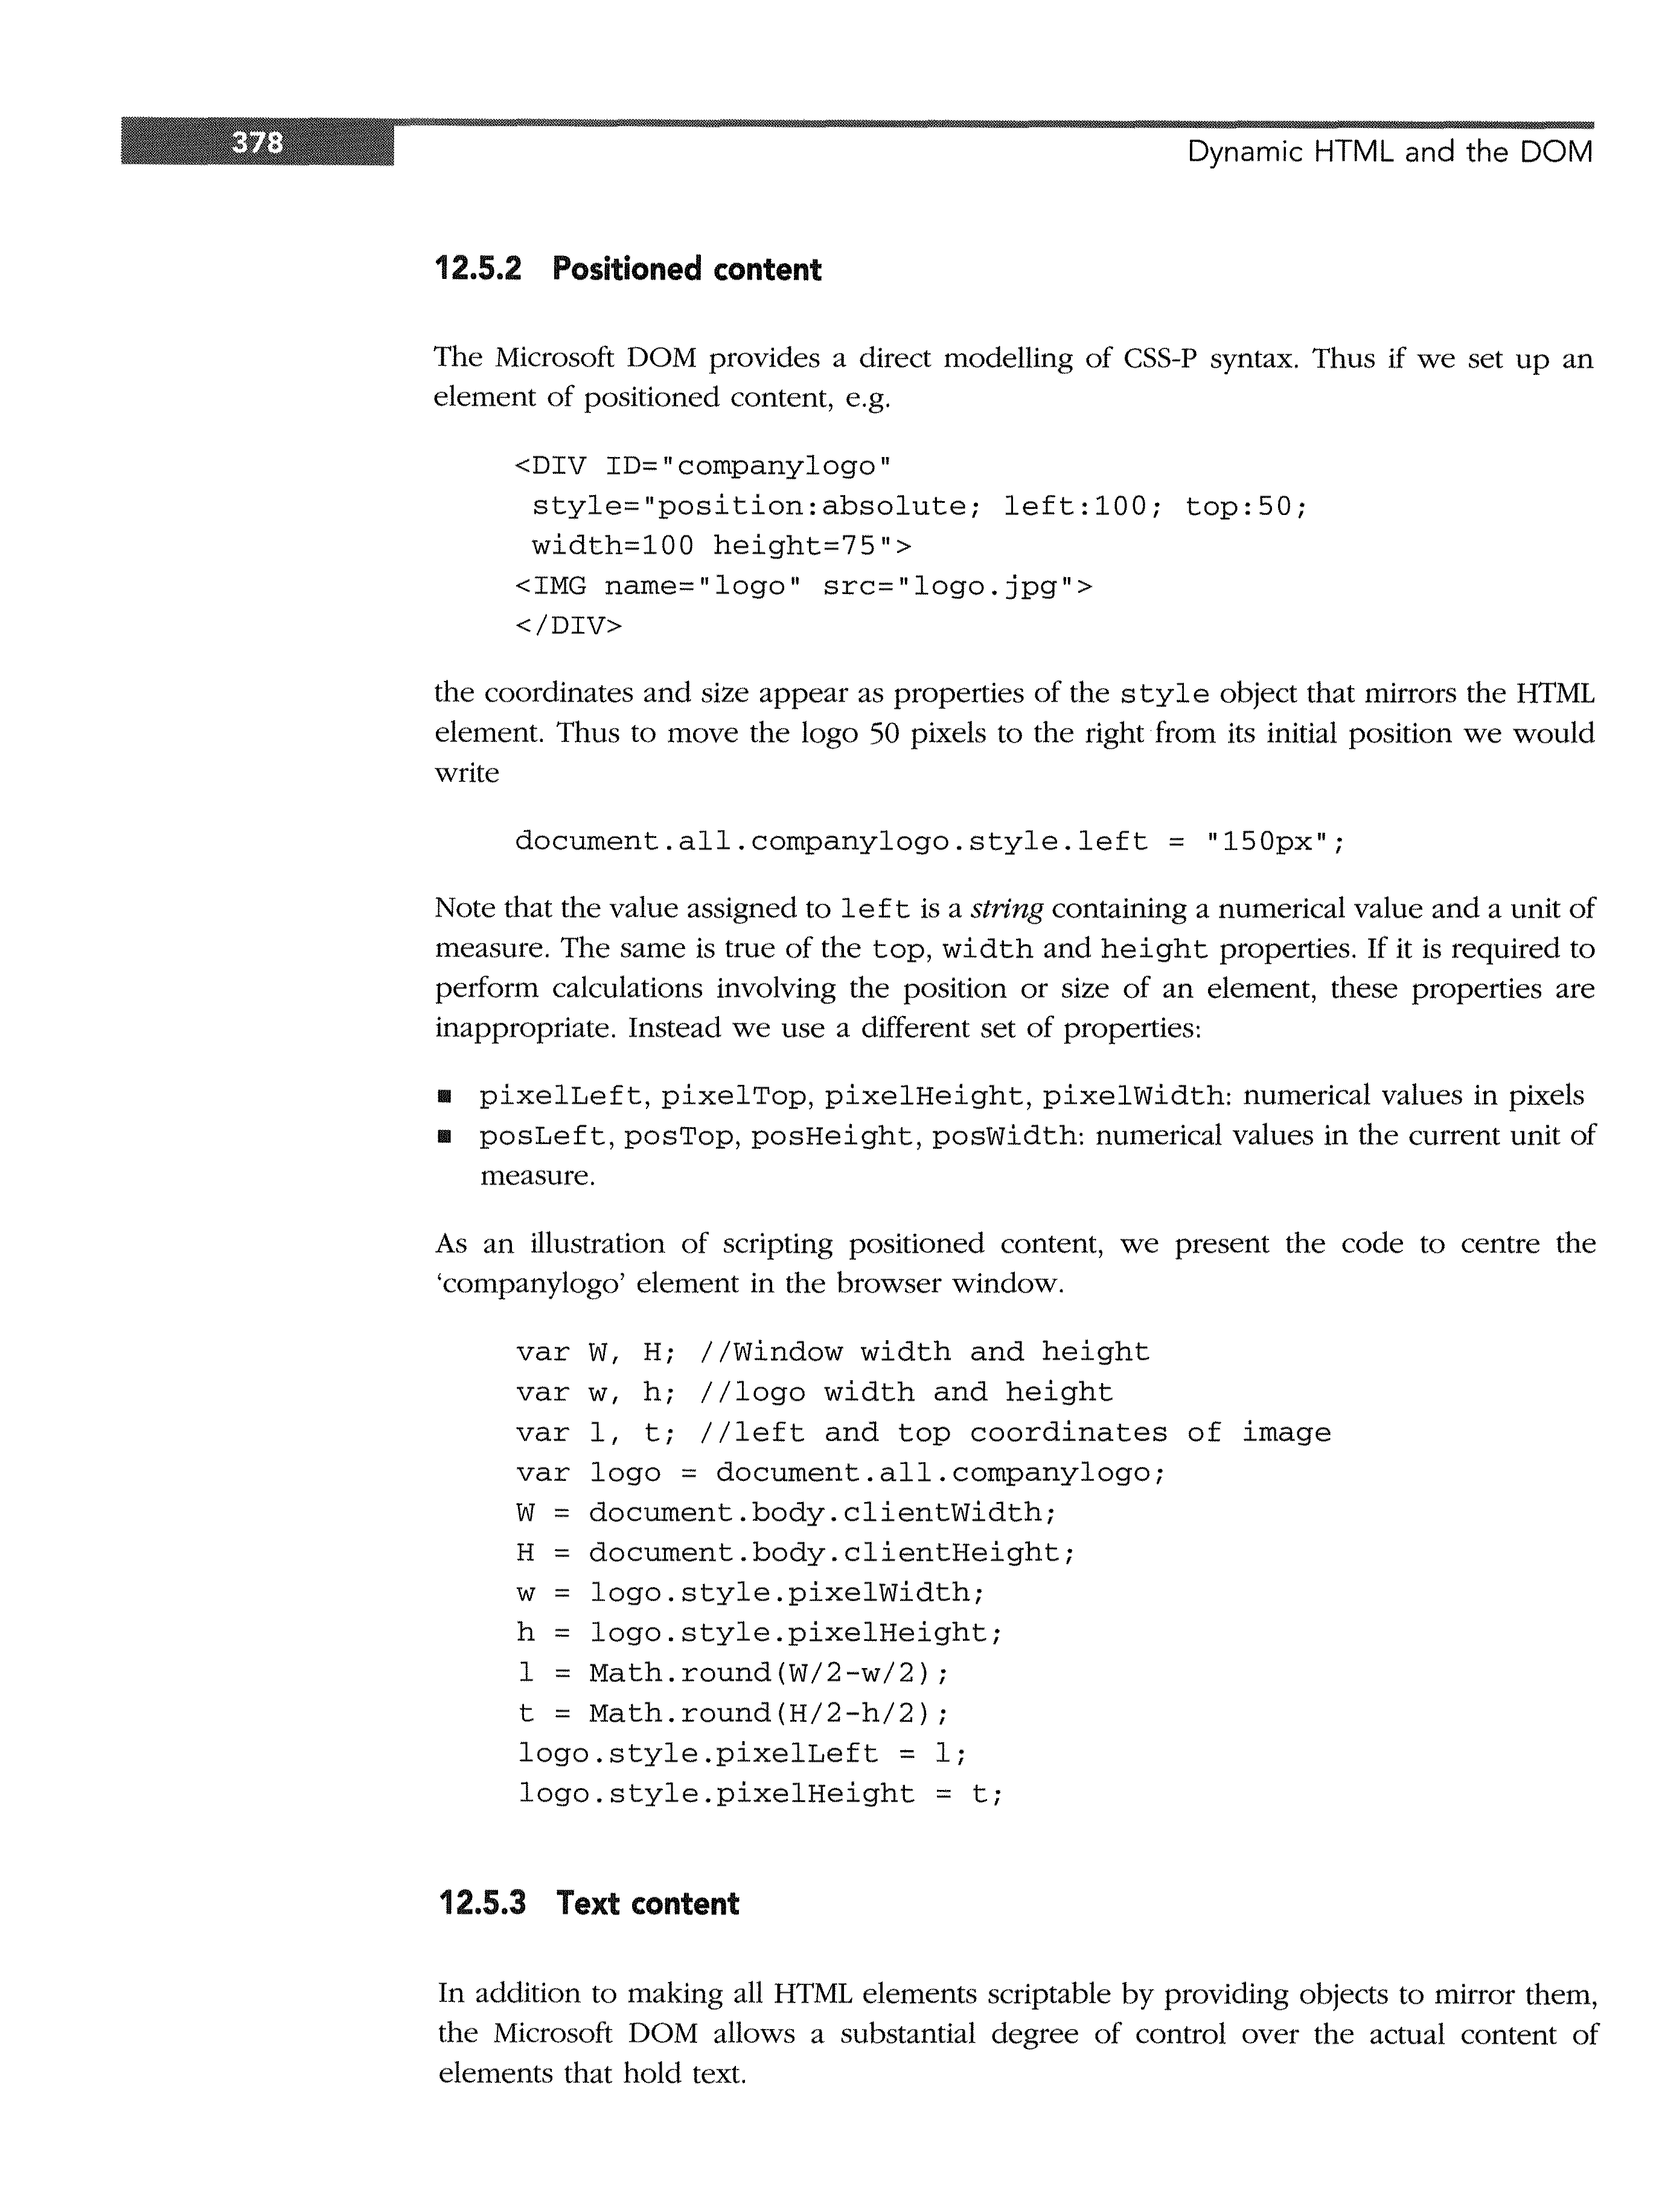 378
Dynamic HTML and the DOM
12.5.2 Positioned content
The Microsoft DOM provides a direct modelling of CSS-P syntax. Thus if we set up an
element of positioned content, e.g.
<DIV ID="companylogo"
style="position:absolute; left:100; top:50;
width=100 height=75">
<IMG name="logo" src="logo.jpg">
</DIV>
the coordinates and size appear as properties of the style object that mirrors the HTML
element. Thus to move the logo 50 pixels to the right from its initial position we would
write
document.all.companylogo.style.left = "150px";
Note that the value assigned to left is a string containing a numerical value and a unit of
measure. The same is true of the top, width and height properties. If it is required to
perform calculations involving the position or size of an element, these properties are
inappropriate. Instead we use a different set of properties:
■ pixelLeft, pixelTop, pixelHeight, pixelWidth: numerical values in pixels
■ posLeft, posTop, posHeight, posWidth: numerical values in the current unit of
measure.
As an illustration of scripting positioned content, we present the code to centre the
‘companylogo’ element in the browser window.
var W, H; //Window width and height
var w, h; //logo width and height
var l, t; //left and top coordinates of image
var logo = document.all.companylogo;
W = document.body.clientWidth;
H = document.body.clientHeight;
w = logo.style.pixelWidth;
h = logo.style.pixelHeight;
l = Math.round(W/2-w/2);
t = Math.round(H/2-h/2);
logo.style.pixelLeft = l;
logo.style.pixelHeight = t;
12.5.3 Text content
In addition to making all HTML elements scriptable by providing objects to mirror them,
the Microsoft DOM allows a substantial degree of control over the actual content of
elements that hold text.